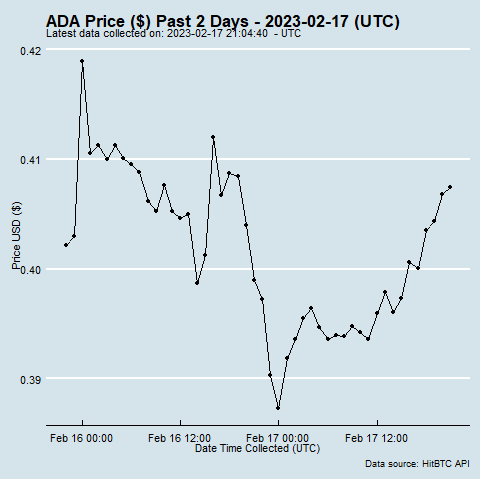 ADA Price ($) Past 2 Days - 2023-02-17 (UTC)
Latest data collected on: 2023-02-17 21:04:40  - UTC
0.42
0.41
0.40
0.39
Price USD ($)
Feb 16 00:00 Feb 16 12:00 Feb 17 00:00 Feb 17 12:00
Date Time Collected (UTC)
Data source: HitBTC API